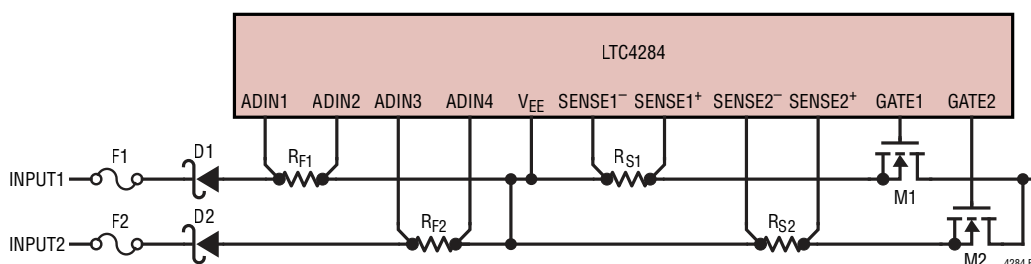 LTC4284
ADIN1 ADIN2 ADIN3 ADIN4 VEE SENSE1– SENSE1+ SENSE2– SENSE2+ GATE1 GATE2
F1 D1 RF1 RS1
INPUT1
M1
F2 D2 RF2 RS2
INPUT2
M2